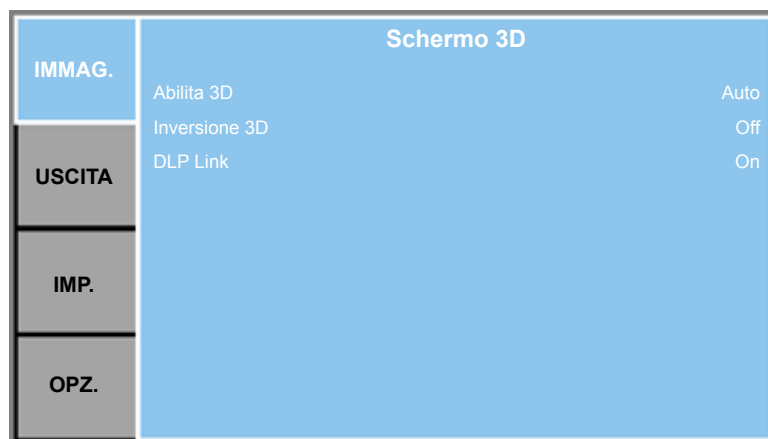 Schermo 3D
IMMAG.
Abilita 3D Auto
Inversione 3D Off
DLP Link On
USCITA
IMP.
OPZ.